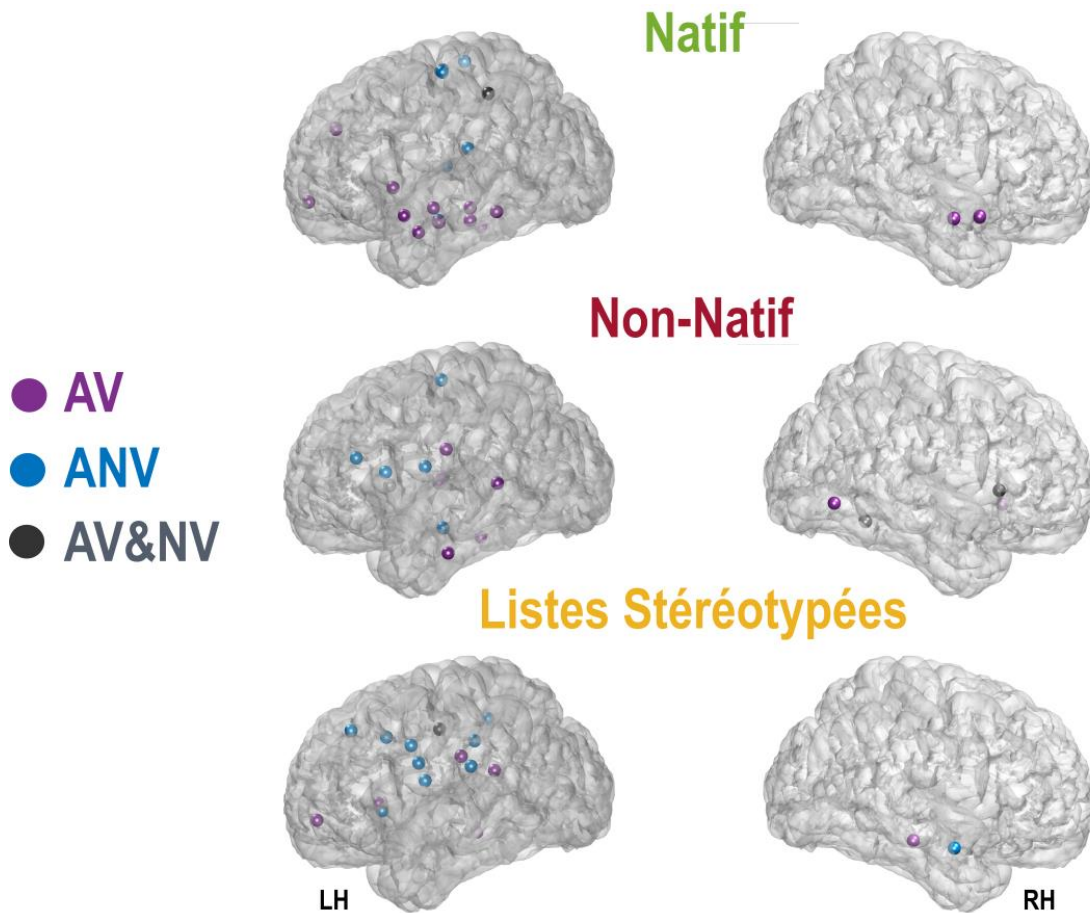 Natif
Non-Natif
AV
ANV
AV&NV
Listes Stéréotypées
LH
RH